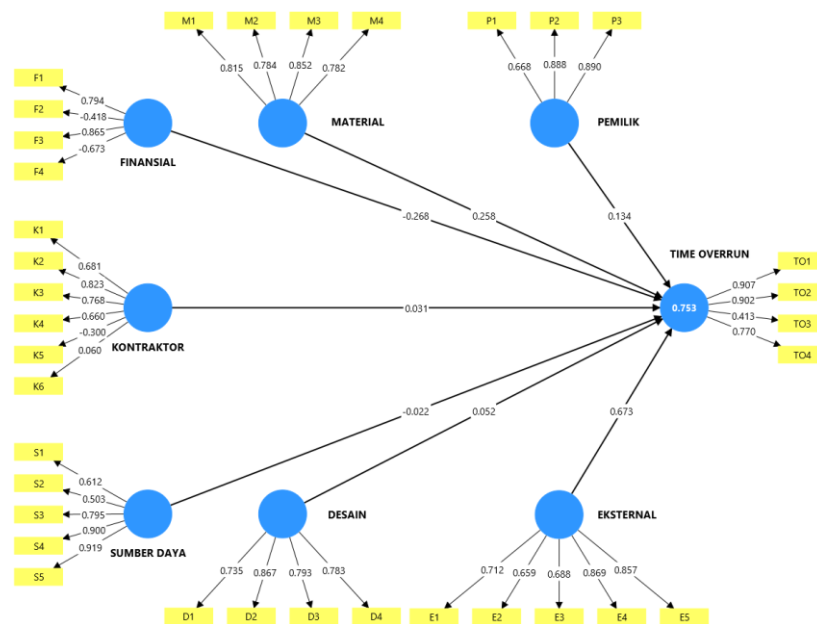 M1 M2 M3 M4
P1 P2 P3
0.815 0.784 0.852 0.782
0.668 0.888 0.890
MATERIAL
PEMILIK
F1
F2
F3
F4
0.794
-0.418
0.865
-0.673
FINANSIAL
-0.268
0.258
0.134
K1
K2
K3
K4
K5
K6
0.681
0.823
0.768
0.660
-0.300
0.060
KONTRAKTOR
0.031
TIME OVERRUN
0.753
0.907
0.902
0.413
0.770
TO1
TO2
TO3
TO4
-0.022
0.052
0.673
S1
S2
S3
S4
S5
0.612
0.503
0.795
0.900
0.919
SUMBER DAYA
DESAIN
EKSTERNAL
0.735 0.867 0.793 0.783
0.712 0.659 0.688 0.869 0.857
D1 D2 D3 D4
E1 E2 E3 E4 E5